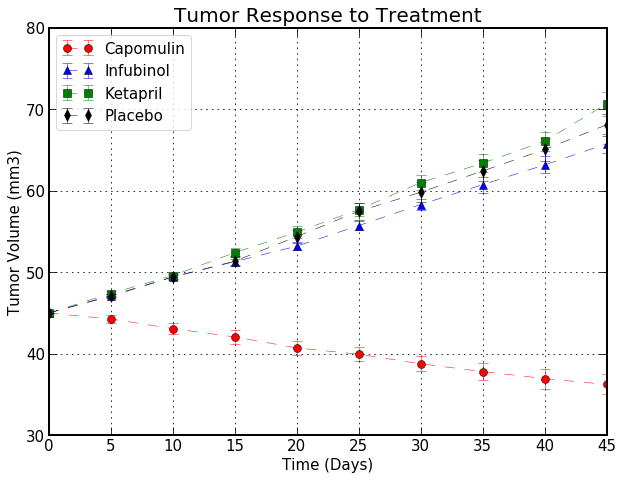 Tumor Response to Treatment
80
70
60
50
40
30
Tumor Volume (mm3)
Capomulin
Infubinol
Ketapril
Placebo
0 5 10 15 20 25 30 35 40 45
Time (Days)